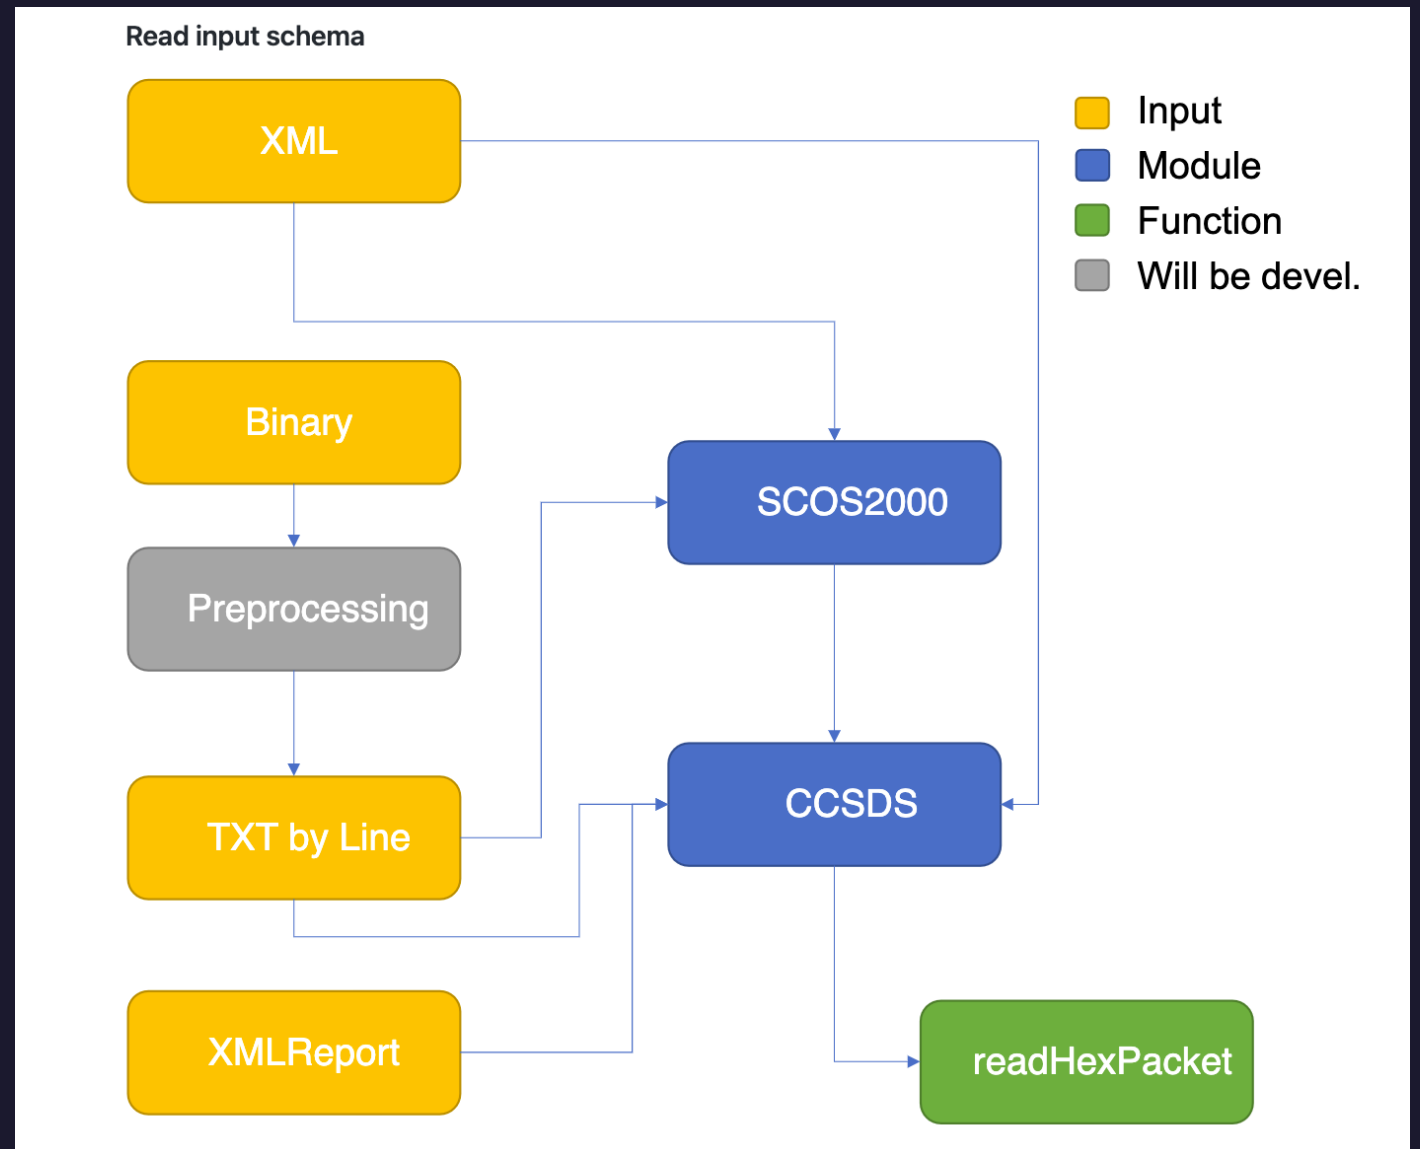 Read input schema
XML
Input
Module
Function
Will be devel.
Binary
SCOS2000
Preprocessing
CCSDS
TXT by Line
XMLReport
readHexPacket